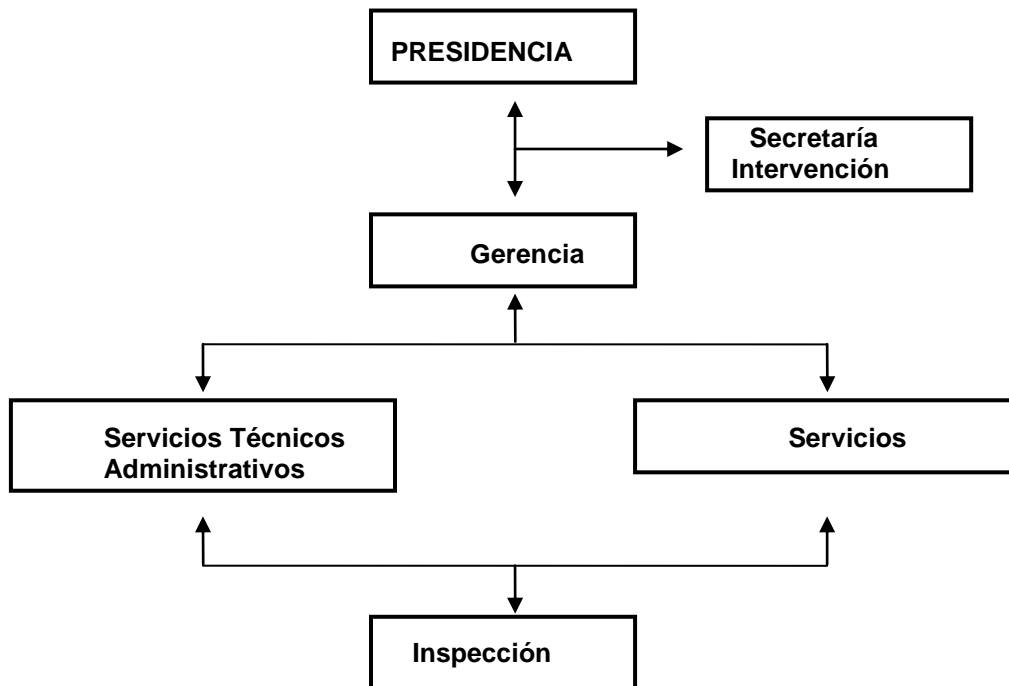 PRESIDENCIA
Secretaría
Intervención
Gerencia
Servicios Técnicos
Administrativos
Servicios
Inspección